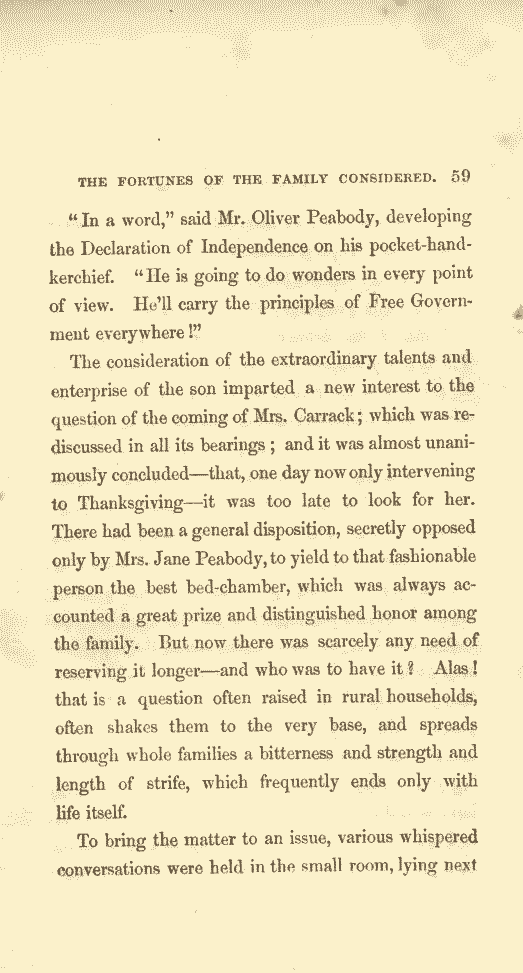 THE FORTUNES OF THE FAMILY CONSIDERED. 59
“In a word,” said Mr. Oliver Peabody, developing
the Declaration of Independence on his pocket-hand-
kerchief. “He is going to do wonders in every point
of view. He’ll carry the principles of Free Govern-
ment everywhere!”
The consideration of the extraordinary talents and
enterprise of the son imparted a new interest to the
question of the coming of Mrs. Carrack; which was re-
discussed in all its bearings; and it was almost unani-
mously concluded—that, one day now only intervening
to Thanksgiving—it was too late to look for her.
There had been a general disposition, secretly opposed
only by Mrs. Jane Peabody, to yield to that fashionable
person the best bed-chamber, which was always ac-
counted a great prize and distinguished honor among
the family. But now there was scarcely any need of
reserving it longer—and who was to have it? Alas!
that is a question often raised in rural households,
often shakes them to the very base, and spreads
through whole families a bitterness and strength and
length of strife, which frequently ends only with
life itself.
To bring the matter to an issue, various whispered
conversations were held in the small room, lying next